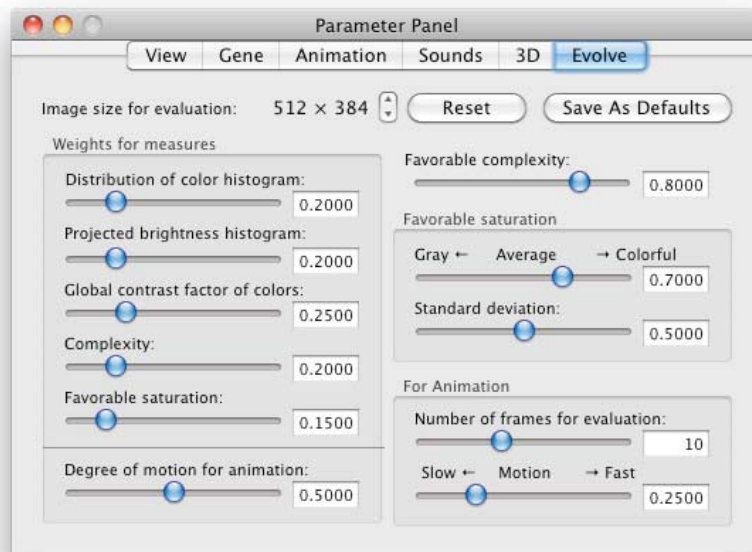 Parameter Panel
View Gene Animation Sounds 3D Evolve
Image size for evaluation: 512 × 384 Reset Save As Defaults
Weights for measures
Distribution of color histogram:
0.2000
Projected brightness histogram:
0.2000
Global contrast factor of colors:
0.2500
Complexity:
0.2000
Favorable saturation:
0.1500
Degree of motion for animation:
0.5000
Favorable complexity:
0.8000
Favorable saturation
Gray ← Average → Colorful
0.7000
Standard deviation:
0.5000
For Animation
Number of frames for evaluation:
10
Slow ← Motion → Fast
0.2500